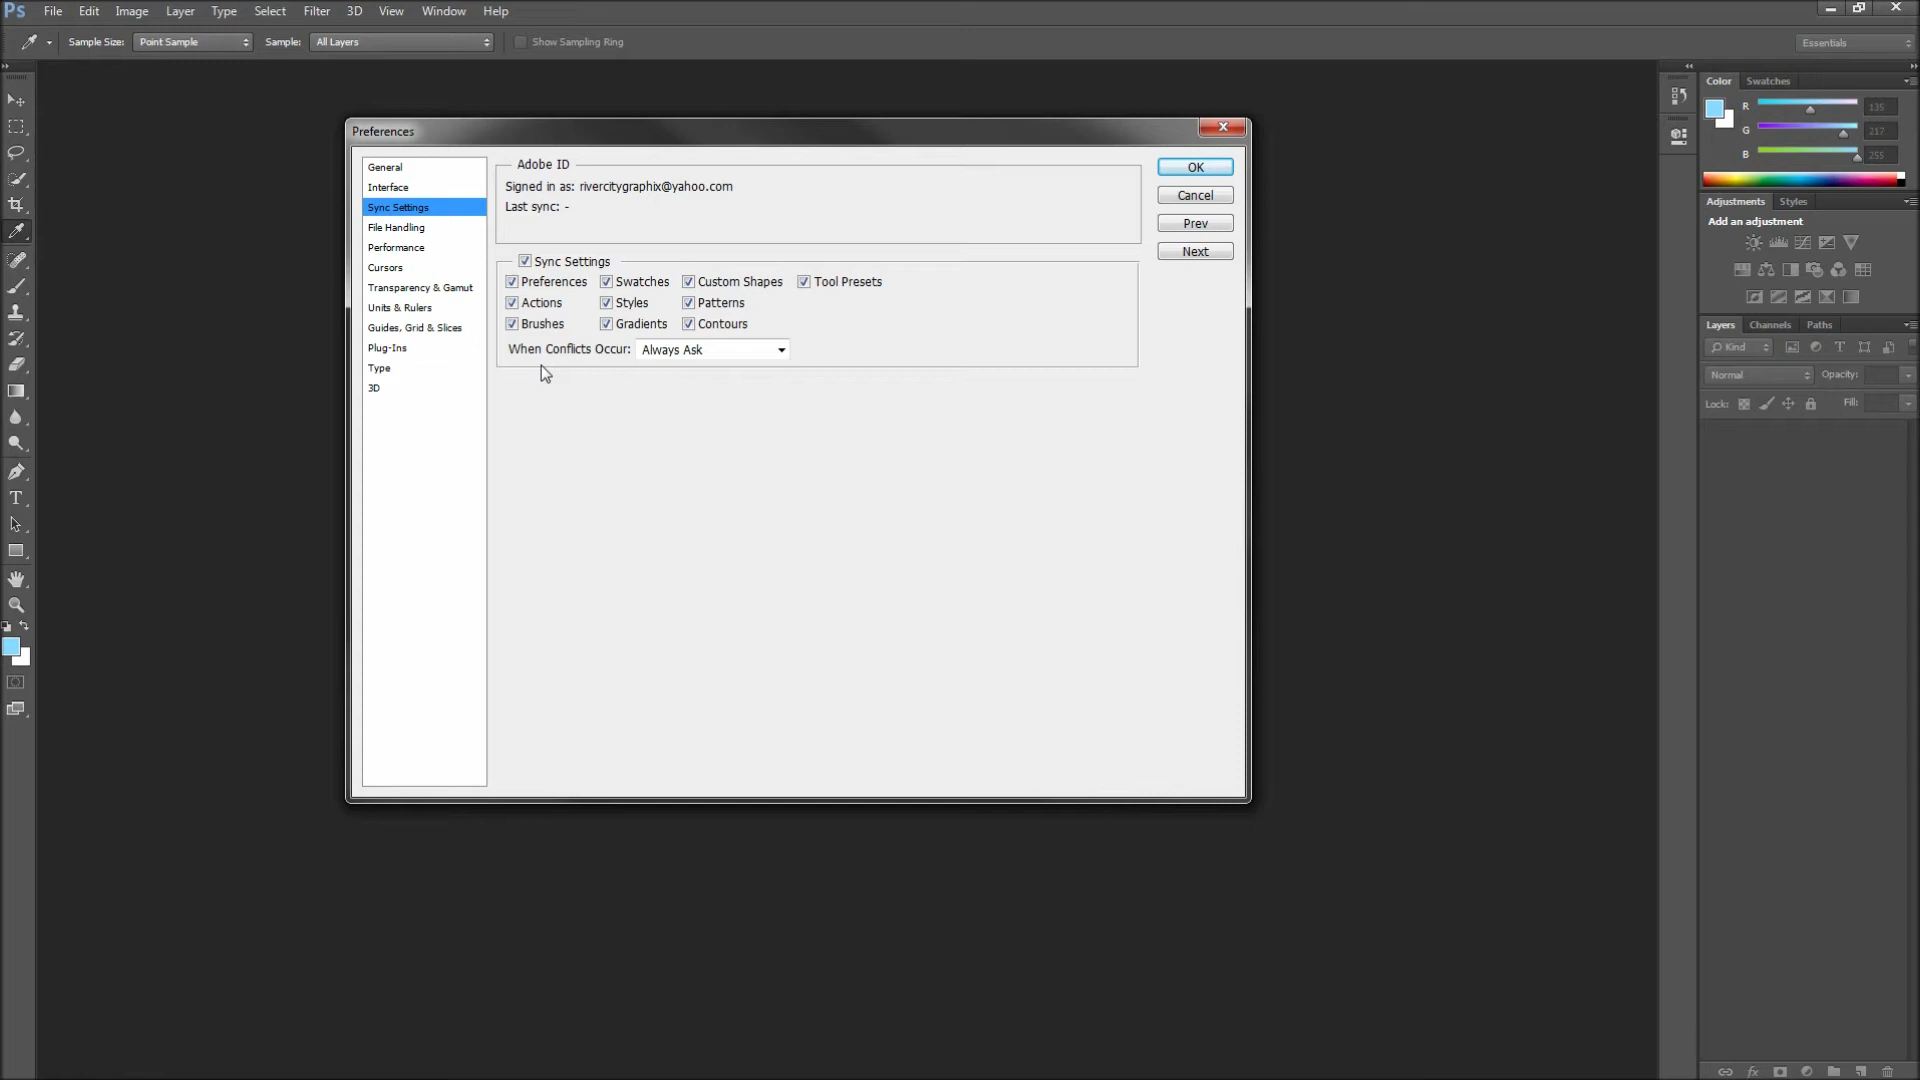 Ps File Edit Image Layer Type Select Filter 3D View Window Help
Sample Size: Point Sample Sample: All Layers Show Sampling Ring Essentials
Preferences
General
Interface
Sync Settings
File Handling
Performance
Cursors
Transparency & Gamut
Units & Rulers
Guides, Grid & Slices
Plug-Ins
Type
3D
Adobe ID
Signed in as: rivercitygraphix@yahoo.com
Last sync: -
Sync Settings
Preferences Swatches Custom Shapes Tool Presets
Actions Styles Patterns
Brushes Gradients Contours
When Conflicts Occur: Always Ask
OK
Cancel
Prev
Next
Color Swatches
R 135
G 217
B 255
Adjustments Styles
Add an adjustment
Layers Channels Paths
Kind
Normal Opacity:
Lock: Fill: